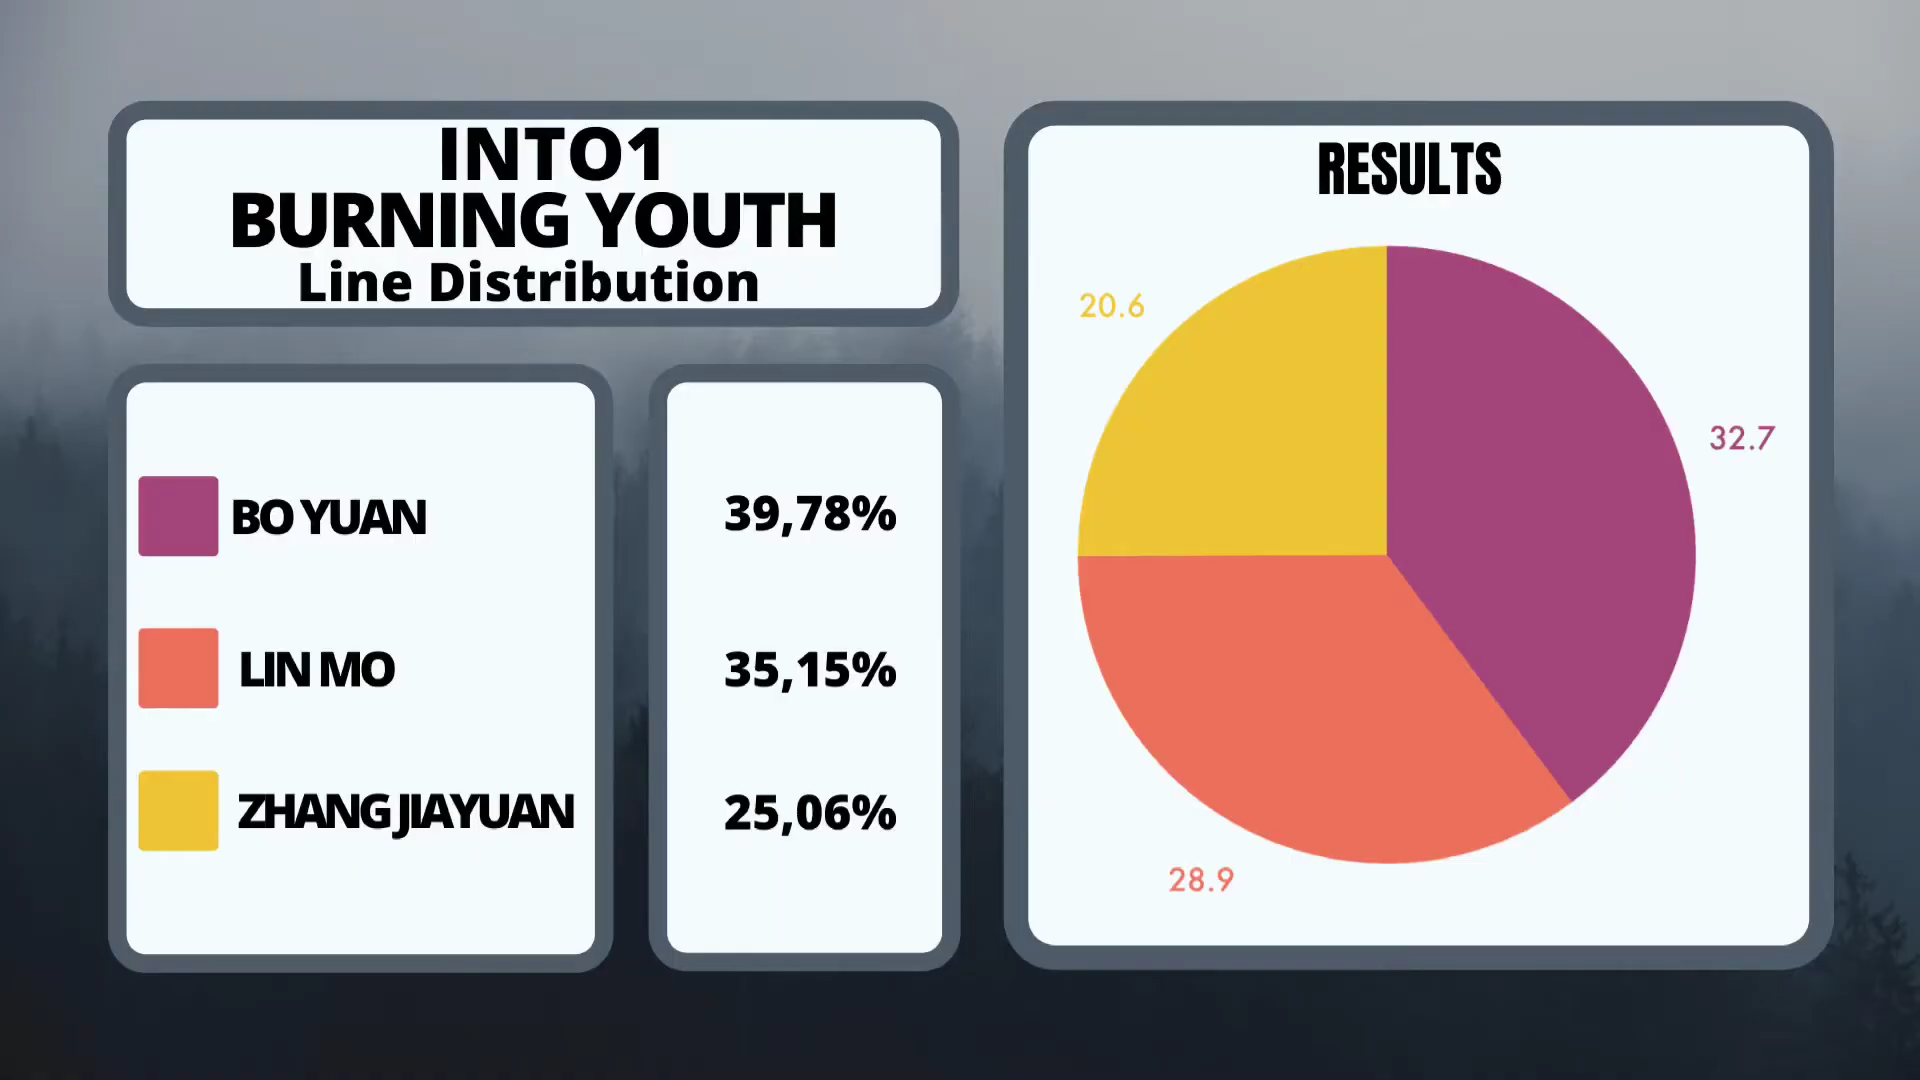 INTO1
BURNING YOUTH
Line Distribution
BO YUAN
39,78%
LIN MO
35,15%
ZHANG JIAYUAN
25,06%
RESULTS
20.6
32.7
28.9